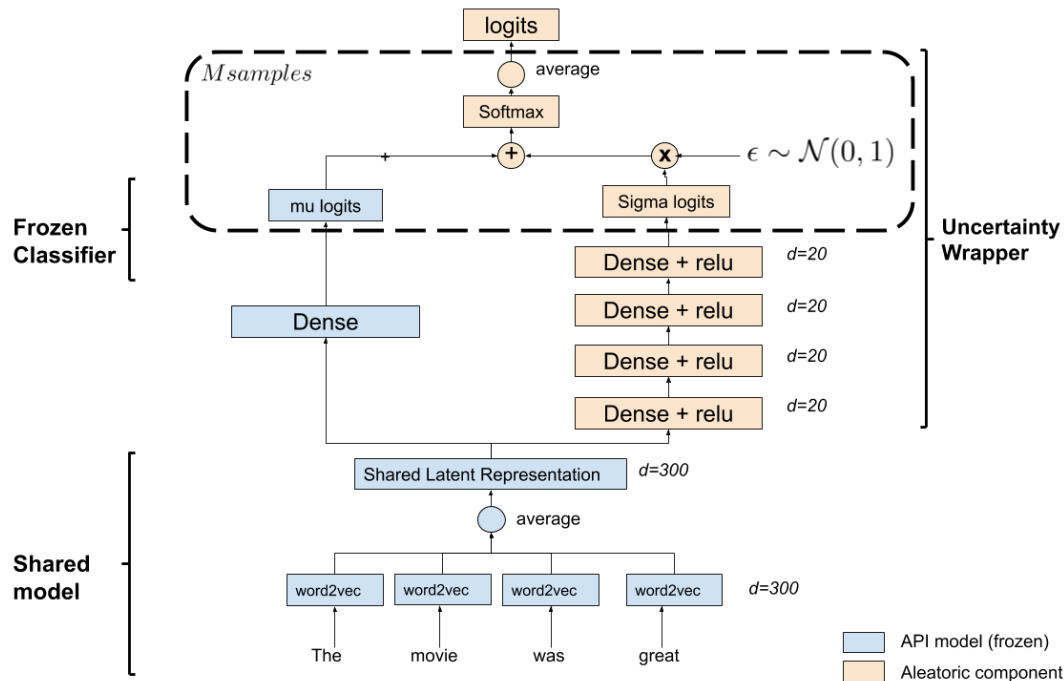 logits
M samples
average
Softmax
+
+
x
ϵ ∼ N(0, 1)
mu logits
Sigma logits
Frozen
Classifier
Uncertainty
Wrapper
Dense + relu
d=20
Dense
Dense + relu
d=20
Dense + relu
d=20
Dense + relu
d=20
Shared Latent Representation
d=300
average
Shared
model
word2vec
word2vec
word2vec
word2vec
d=300
The
movie
was
great
API model (frozen)
Aleatoric component